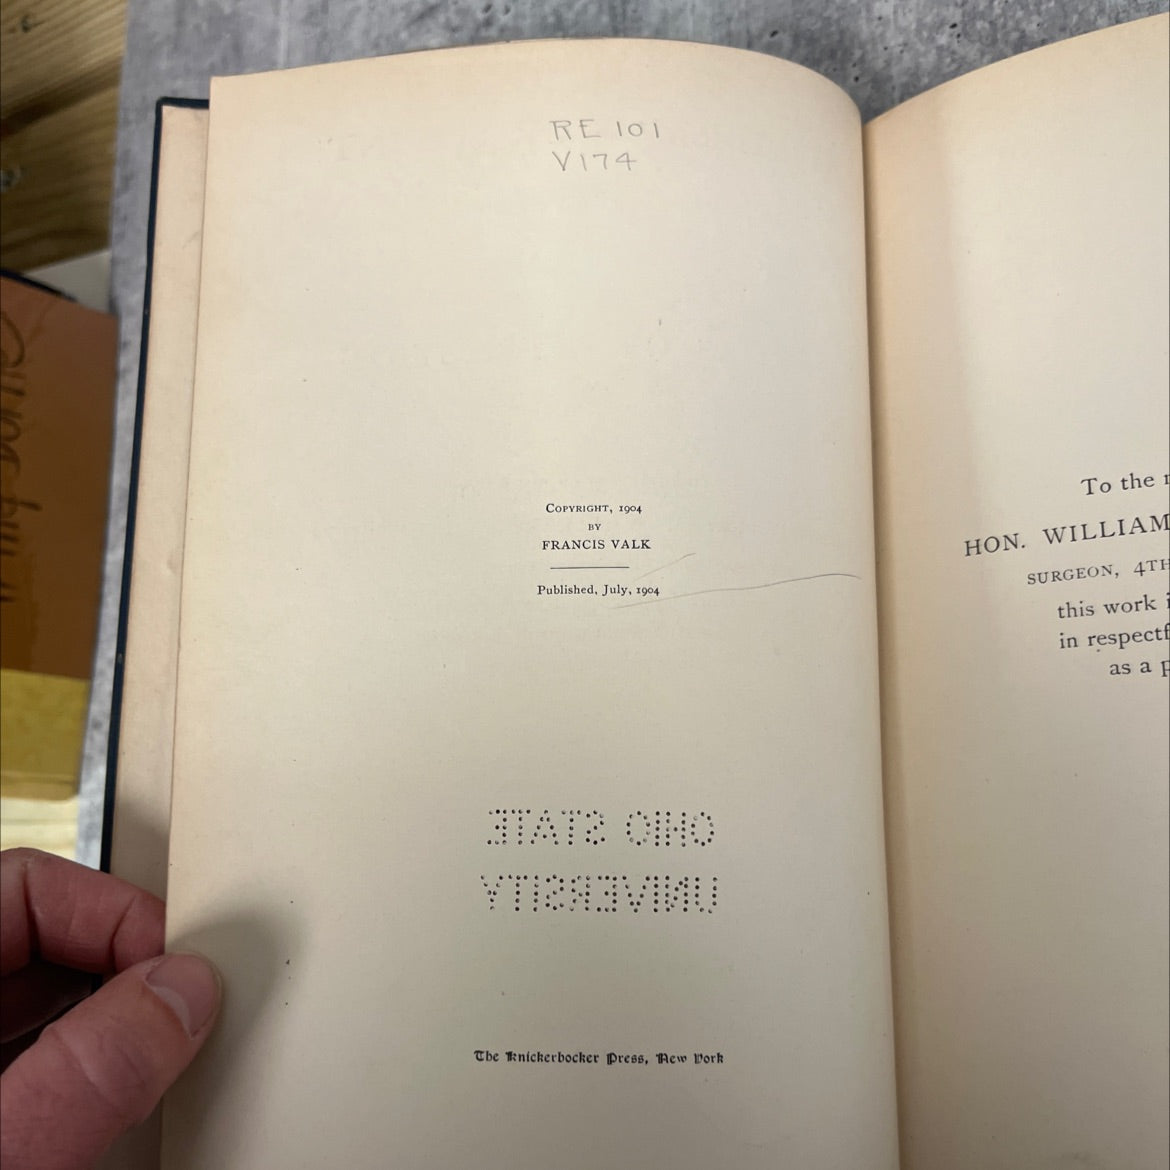 RE 101
V174
COPYRIGHT, 1904
BY
FRANCIS VALK
Published, July, 1904
OHIO STATE
UNIVERSITY
The Knickerbocker Press, New York
To the
HON. WILLIAM
SURGEON, 4TH
this work
in respectf
as a